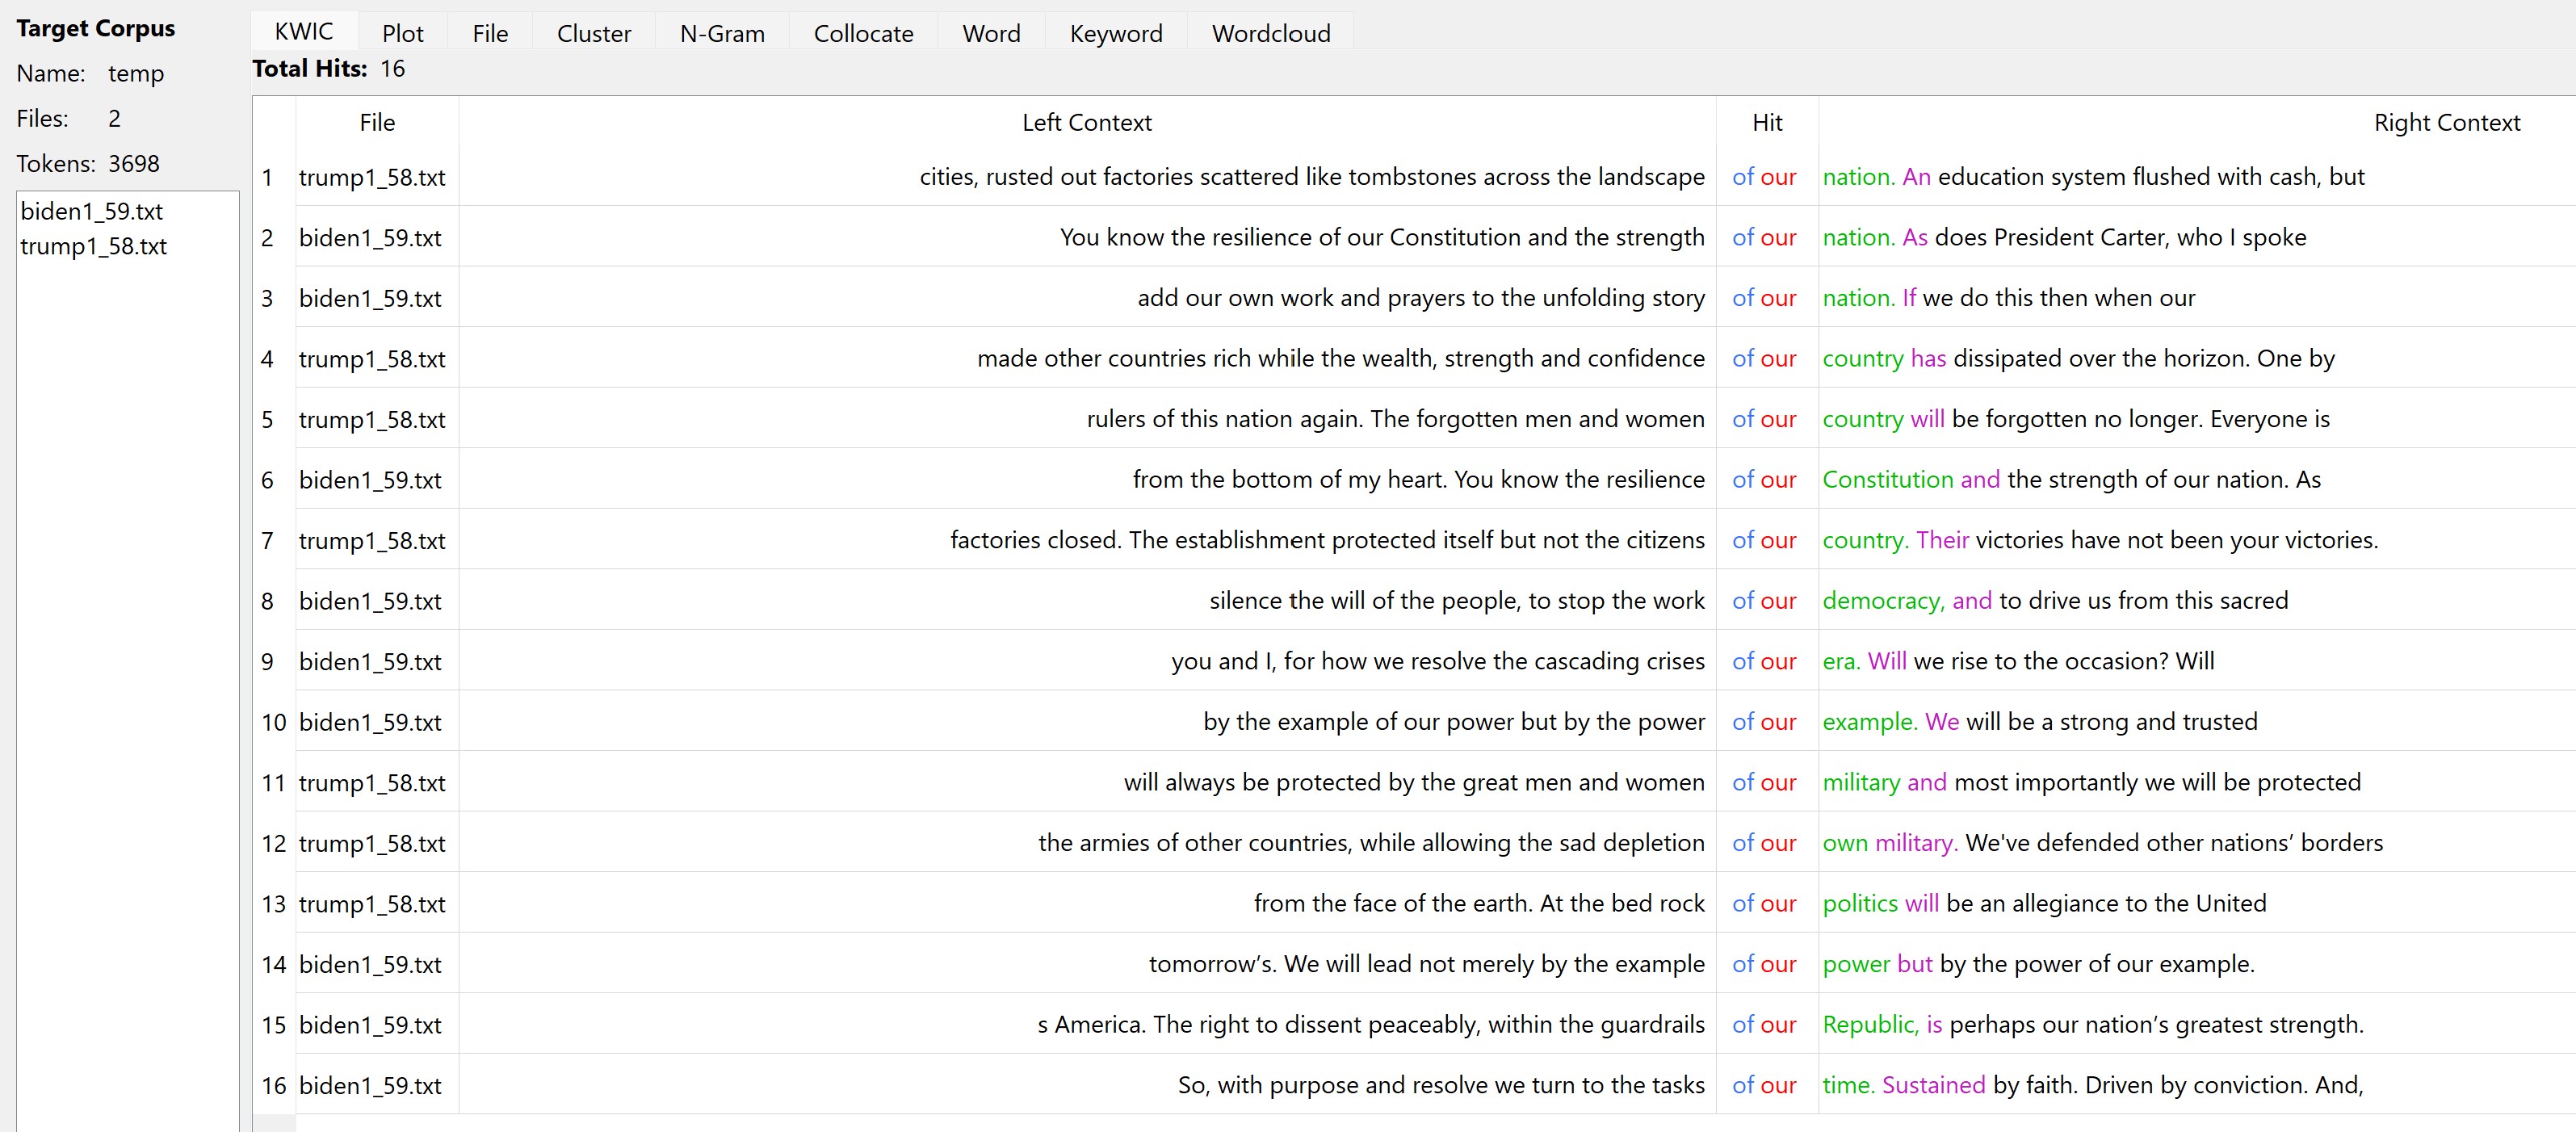 Target Corpus
Name: temp
Files: 2
Tokens: 3698
biden1_59.txt
trump1_58.txt
KWIC Plot File Cluster N-Gram Collocate Word Keyword Wordcloud
Total Hits: 16
File Left Context Hit Right Context
1 trump1_58.txt cities, rusted out factories scattered like tombstones across the landscape of our nation. An education system flushed with cash, but
2 biden1_59.txt You know the resilience of our Constitution and the strength of our nation. As does President Carter, who I spoke
3 biden1_59.txt add our own work and prayers to the unfolding story of our nation. If we do this then when our
4 trump1_58.txt made other countries rich while the wealth, strength and confidence of our country has dissipated over the horizon. One by
5 trump1_58.txt rulers of this nation again. The forgotten men and women of our country will be forgotten no longer. Everyone is
6 biden1_59.txt from the bottom of my heart. You know the resilience of our Constitution and the strength of our nation. As
7 trump1_58.txt factories closed. The establishment protected itself but not the citizens of our country. Their victories have not been your victories.
8 biden1_59.txt silence the will of the people, to stop the work of our democracy, and to drive us from this sacred
9 biden1_59.txt you and I, for how we resolve the cascading crises of our era. Will we rise to the occasion? Will
10 biden1_59.txt by the example of our power but by the power of our example. We will be a strong and trusted
11 trump1_58.txt will always be protected by the great men and women of our military and most importantly we will be protected
12 trump1_58.txt the armies of other countries, while allowing the sad depletion of our own military. We've defended other nations’ borders
13 trump1_58.txt from the face of the earth. At the bed rock of our politics will be an allegiance to the United
14 biden1_59.txt tomorrow’s. We will lead not merely by the example of our power but by the power of our example.
15 biden1_59.txt s America. The right to dissent peaceably, within the guardrails of our Republic, is perhaps our nation’s greatest strength.
16 biden1_59.txt So, with purpose and resolve we turn to the tasks of our time. Sustained by faith. Driven by conviction. And,